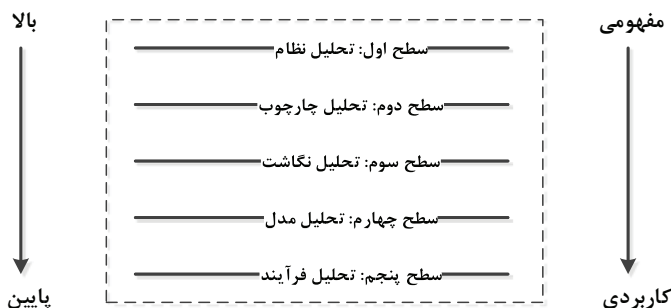 مفهومی
بالا
سطح اول: تحلیل نظام
سطح دوم: تحلیل چارچوب
سطح سوم: تحلیل نگاشت
سطح چهارم: تحلیل مدل
سطح پنجم: تحلیل فرآیند
کاربردی
پایین